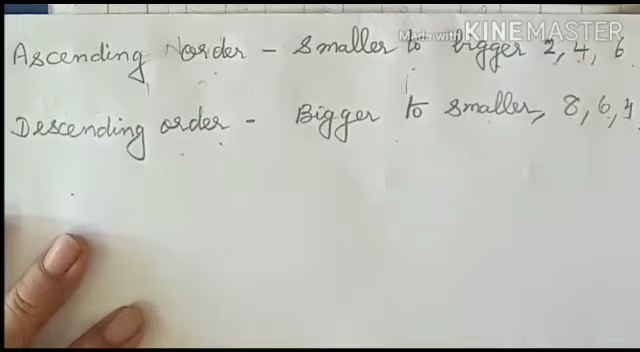 Ascending order - Smaller to bigger 2, 4, 6
Made with KINEMASTER
Descending order - Bigger to smaller, 8, 6, 4